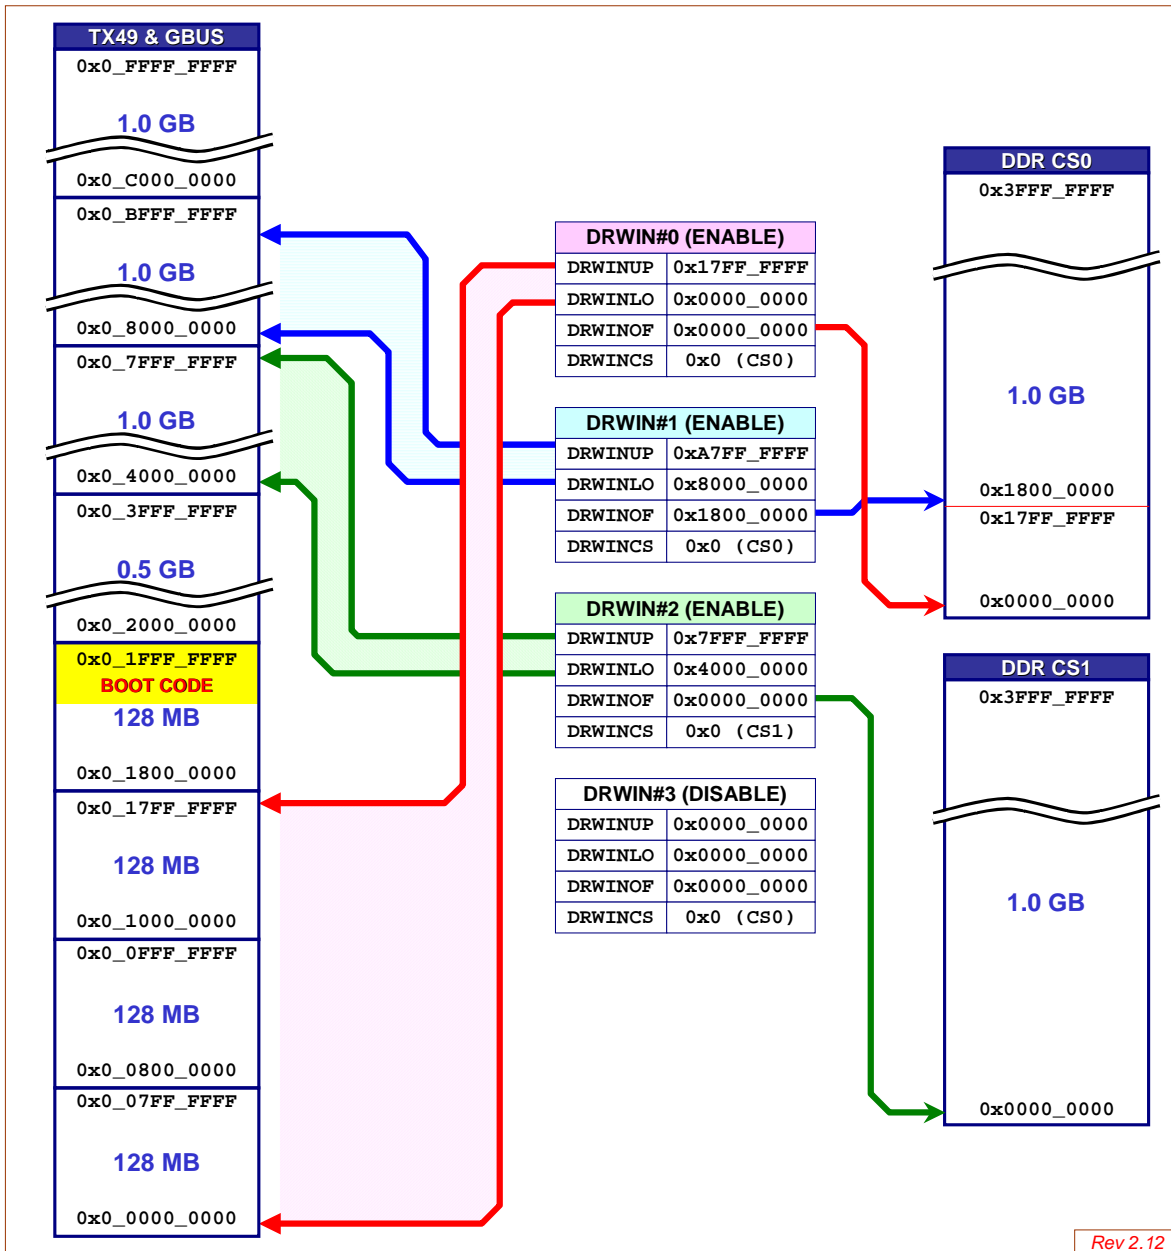 TX49 & GBUS
0x0_FFFF_FFFF
1.0 GB
0x0_C000_0000
0x0_BFFF_FFFF
1.0 GB
0x0_8000_0000
0x0_7FFF_FFFF
1.0 GB
0x0_4000_0000
0x0_3FFF_FFFF
0.5 GB
0x0_2000_0000
0x0_1FFF_FFFF
BOOT CODE
128 MB
0x0_1800_0000
0x0_17FF_FFFF
128 MB
0x0_1000_0000
0x0_0FFF_FFFF
128 MB
0x0_0800_0000
0x0_07FF_FFFF
128 MB
0x0_0000_0000
DRWIN#0 (ENABLE)
DRWINUP 0x17FF_FFFF
DRWINLO 0x0000_0000
DRWINOF 0x0000_0000
DRWINCS 0x0 (CS0)
DRWIN#1 (ENABLE)
DRWINUP 0xA7FF_FFFF
DRWINLO 0x8000_0000
DRWINOF 0x1800_0000
DRWINCS 0x0 (CS0)
DRWIN#2 (ENABLE)
DRWINUP 0x7FFF_FFFF
DRWINLO 0x4000_0000
DRWINOF 0x0000_0000
DRWINCS 0x0 (CS1)
DRWIN#3 (DISABLE)
DRWINUP 0x0000_0000
DRWINLO 0x0000_0000
DRWINOF 0x0000_0000
DRWINCS 0x0 (CS0)
DDR CS0
0x3FFF_FFFF
1.0 GB
0x1800_0000
0x17FF_FFFF
0x0000_0000
DDR CS1
0x3FFF_FFFF
1.0 GB
0x0000_0000
Rev 2.12